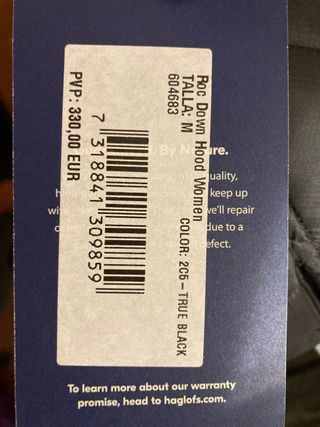 Roc Down Hood Women
TALLA: M
604683
COLOR: 2C5-TRUE BLACK
7 318841 309859
PVP: 330,00 EUR
By Nature.
quality,
keep up
we'll repair
due to a
defect.
To learn more about our warranty
promise, head to haglofs.com.